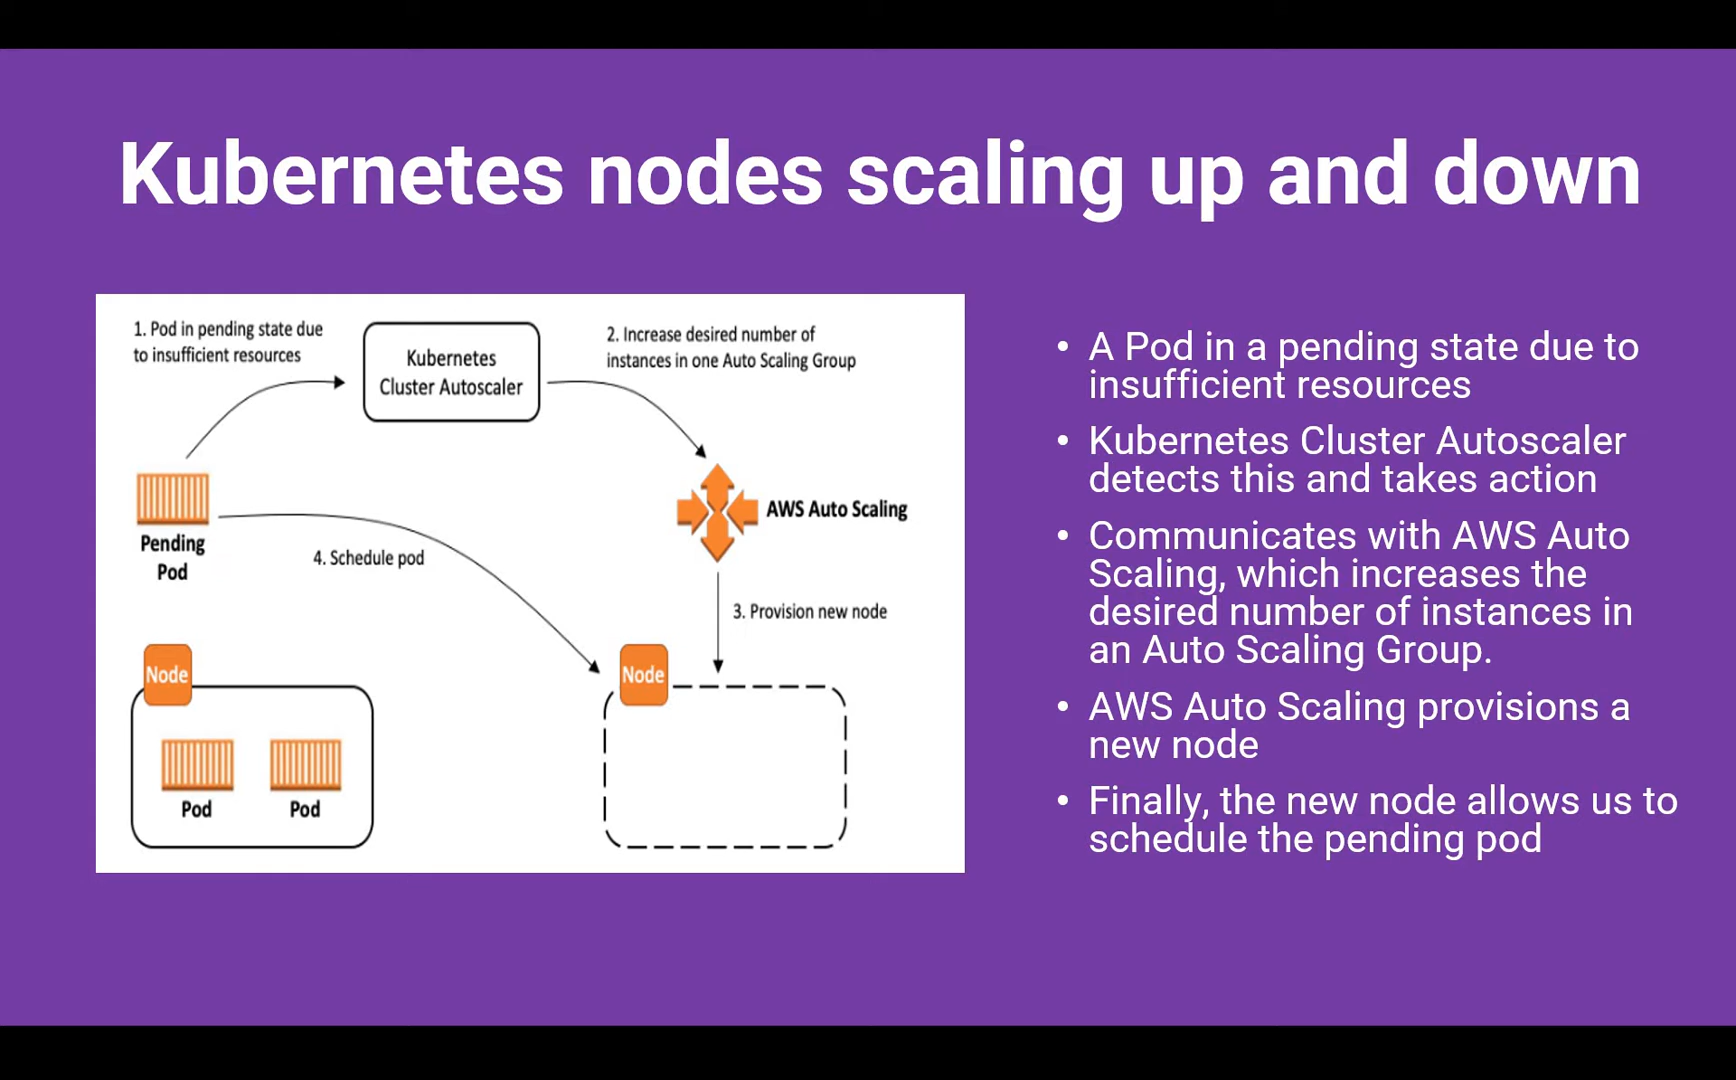 Kubernetes nodes scaling up and down
1. Pod in pending state due
to insufficient resources
Kubernetes
Cluster Autoscaler
2. Increase desired number of
instances in one Auto Scaling Group
Pending
Pod
4. Schedule pod
AWS Auto Scaling
3. Provision new node
Node
Pod
Pod
Node
• A Pod in a pending state due to
insufficient resources
• Kubernetes Cluster Autoscaler
detects this and takes action
• Communicates with AWS Auto
Scaling, which increases the
desired number of instances in
an Auto Scaling Group.
• AWS Auto Scaling provisions a
new node
• Finally, the new node allows us to
schedule the pending pod